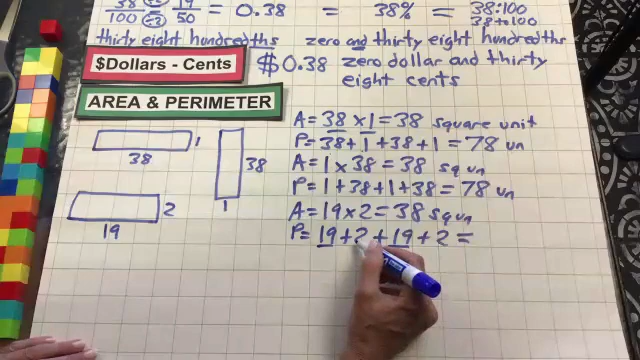 38/100 ÷2/÷2 = 19/50 = 0.38 = 38% = 38:100
38 to 100
thirty eight hundredths zero and thirty eight hundredths
$Dollars - Cents $0.38 zero dollar and thirty
eight cents
AREA & PERIMETER
A = 38 × 1 = 38 square unit
P = 38 + 1 + 38 + 1 = 78 un
A = 1 × 38 = 38 sq un
P = 1 + 38 + 1 + 38 = 78 un
A = 19 × 2 = 38 sq un
P = 19 + 2 + 19 + 2 =
1
38
38
1
2
19